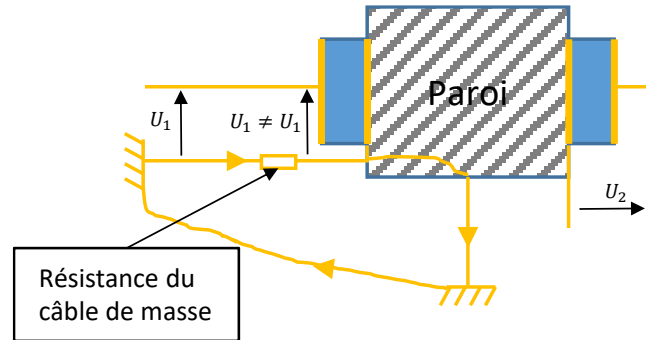 Paroi
U₁
U₁ ≠ U₁
U₂
Résistance du
câble de masse